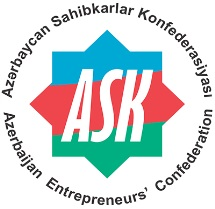 Azərbaycan Sahibkarlar Konfederasiyası
ASK
Azerbaijan Entrepreneurs' Confederation